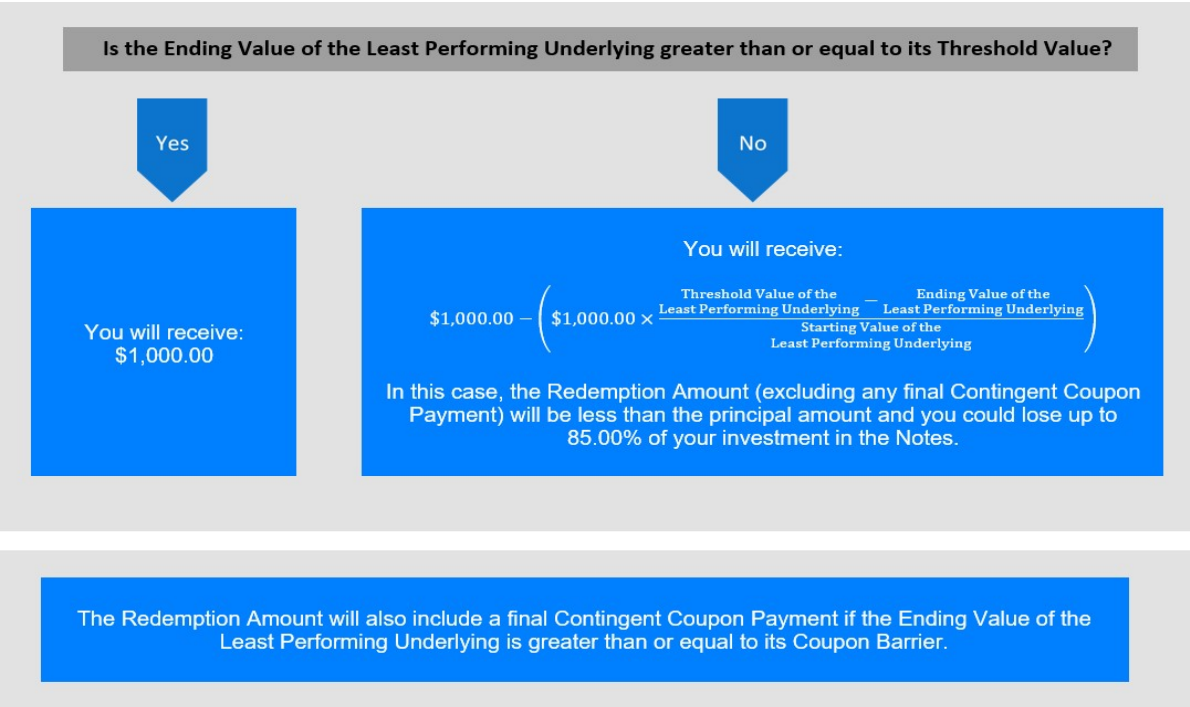 Is the Ending Value of the Least Performing Underlying greater than or equal to its Threshold Value?
Yes
No
You will receive:
$1,000.00
You will receive:
$1,000.00 − ($1,000.00 × (Threshold Value of the Least Performing Underlying − Ending Value of the Least Performing Underlying) / Starting Value of the Least Performing Underlying)
In this case, the Redemption Amount (excluding any final Contingent Coupon
Payment) will be less than the principal amount and you could lose up to
85.00% of your investment in the Notes.
The Redemption Amount will also include a final Contingent Coupon Payment if the Ending Value of the
Least Performing Underlying is greater than or equal to its Coupon Barrier.